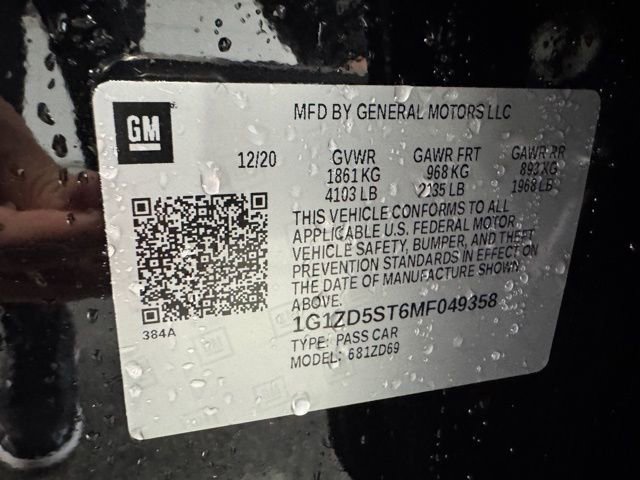 GM
MFD BY GENERAL MOTORS LLC
12/20 GVWR GAWR FRT GAWR RR
1861 KG 968 KG 893 KG
4103 LB 2135 LB 1968 LB
THIS VEHICLE CONFORMS TO ALL
APPLICABLE U.S. FEDERAL MOTOR
VEHICLE SAFETY, BUMPER, AND THEFT
PREVENTION STANDARDS IN EFFECT ON
THE DATE OF MANUFACTURE SHOWN
ABOVE.
1G1ZD5ST6MF049358
TYPE: PASS CAR
MODEL: 681ZD69
384A